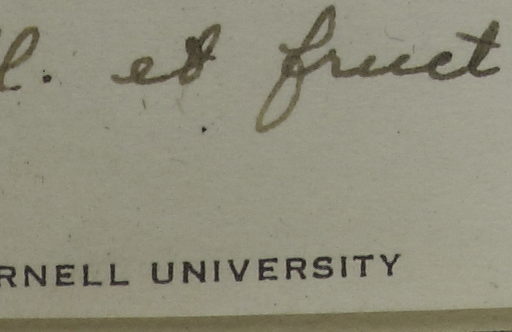 l. et fruct
RNELL UNIVERSITY